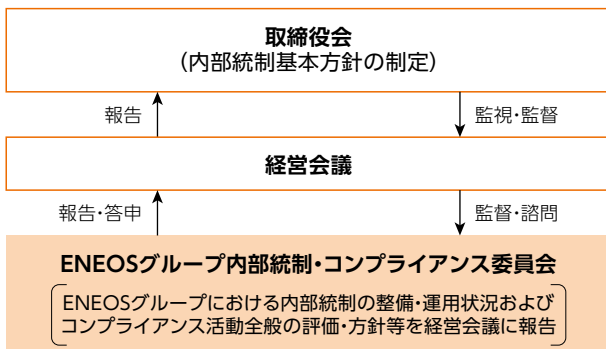 取締役会
(内部統制基本方針の制定)
報告
監視・監督
経営会議
報告・答申
監督・諮問
ENEOSグループ内部統制・コンプライアンス委員会
ENEOSグループにおける内部統制の整備・運用状況および
コンプライアンス活動全般の評価・方針等を経営会議に報告